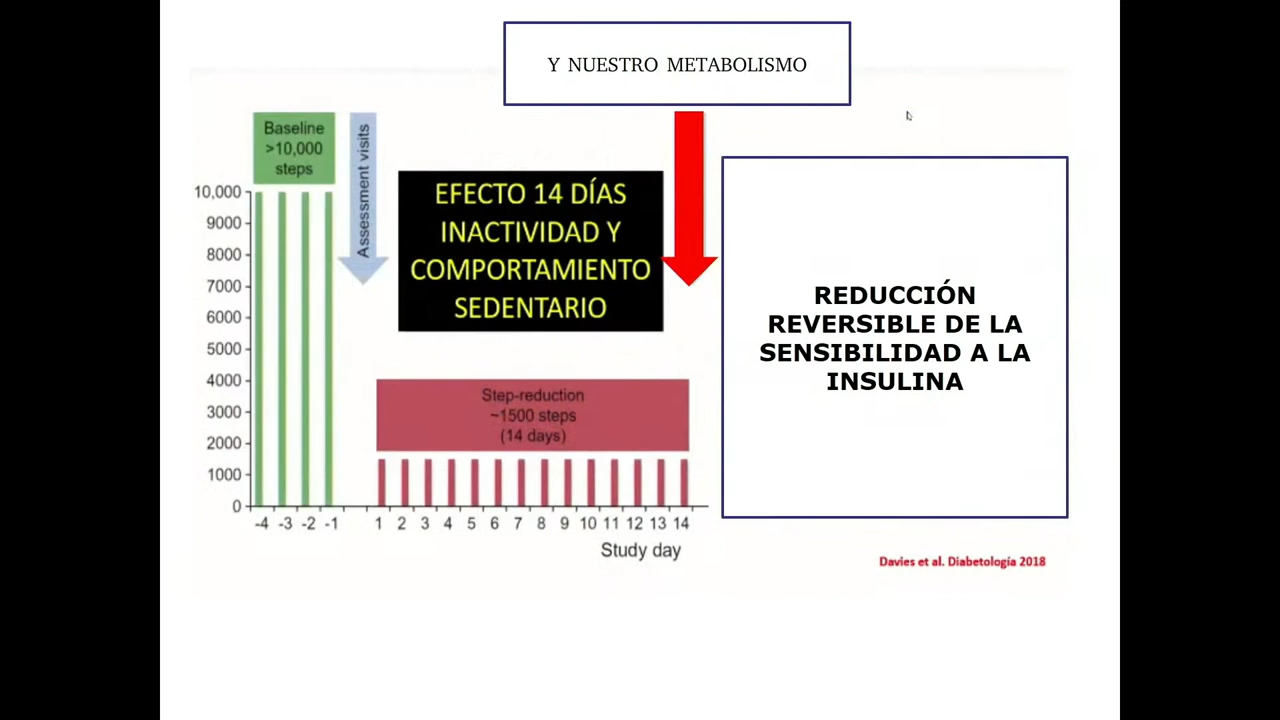 Y NUESTRO METABOLISMO
Baseline
>10,000
steps
Assessment visits
EFECTO 14 DÍAS
INACTIVIDAD Y
COMPORTAMIENTO
SEDENTARIO
REDUCCIÓN
REVERSIBLE DE LA
SENSIBILIDAD A LA
INSULINA
10,000
9000
8000
7000
6000
5000
4000
3000
2000
1000
0
Step-reduction
~1500 steps
(14 days)
-4 -3 -2 -1 1 2 3 4 5 6 7 8 9 10 11 12 13 14
Study day
Davies et al. Diabetología 2018